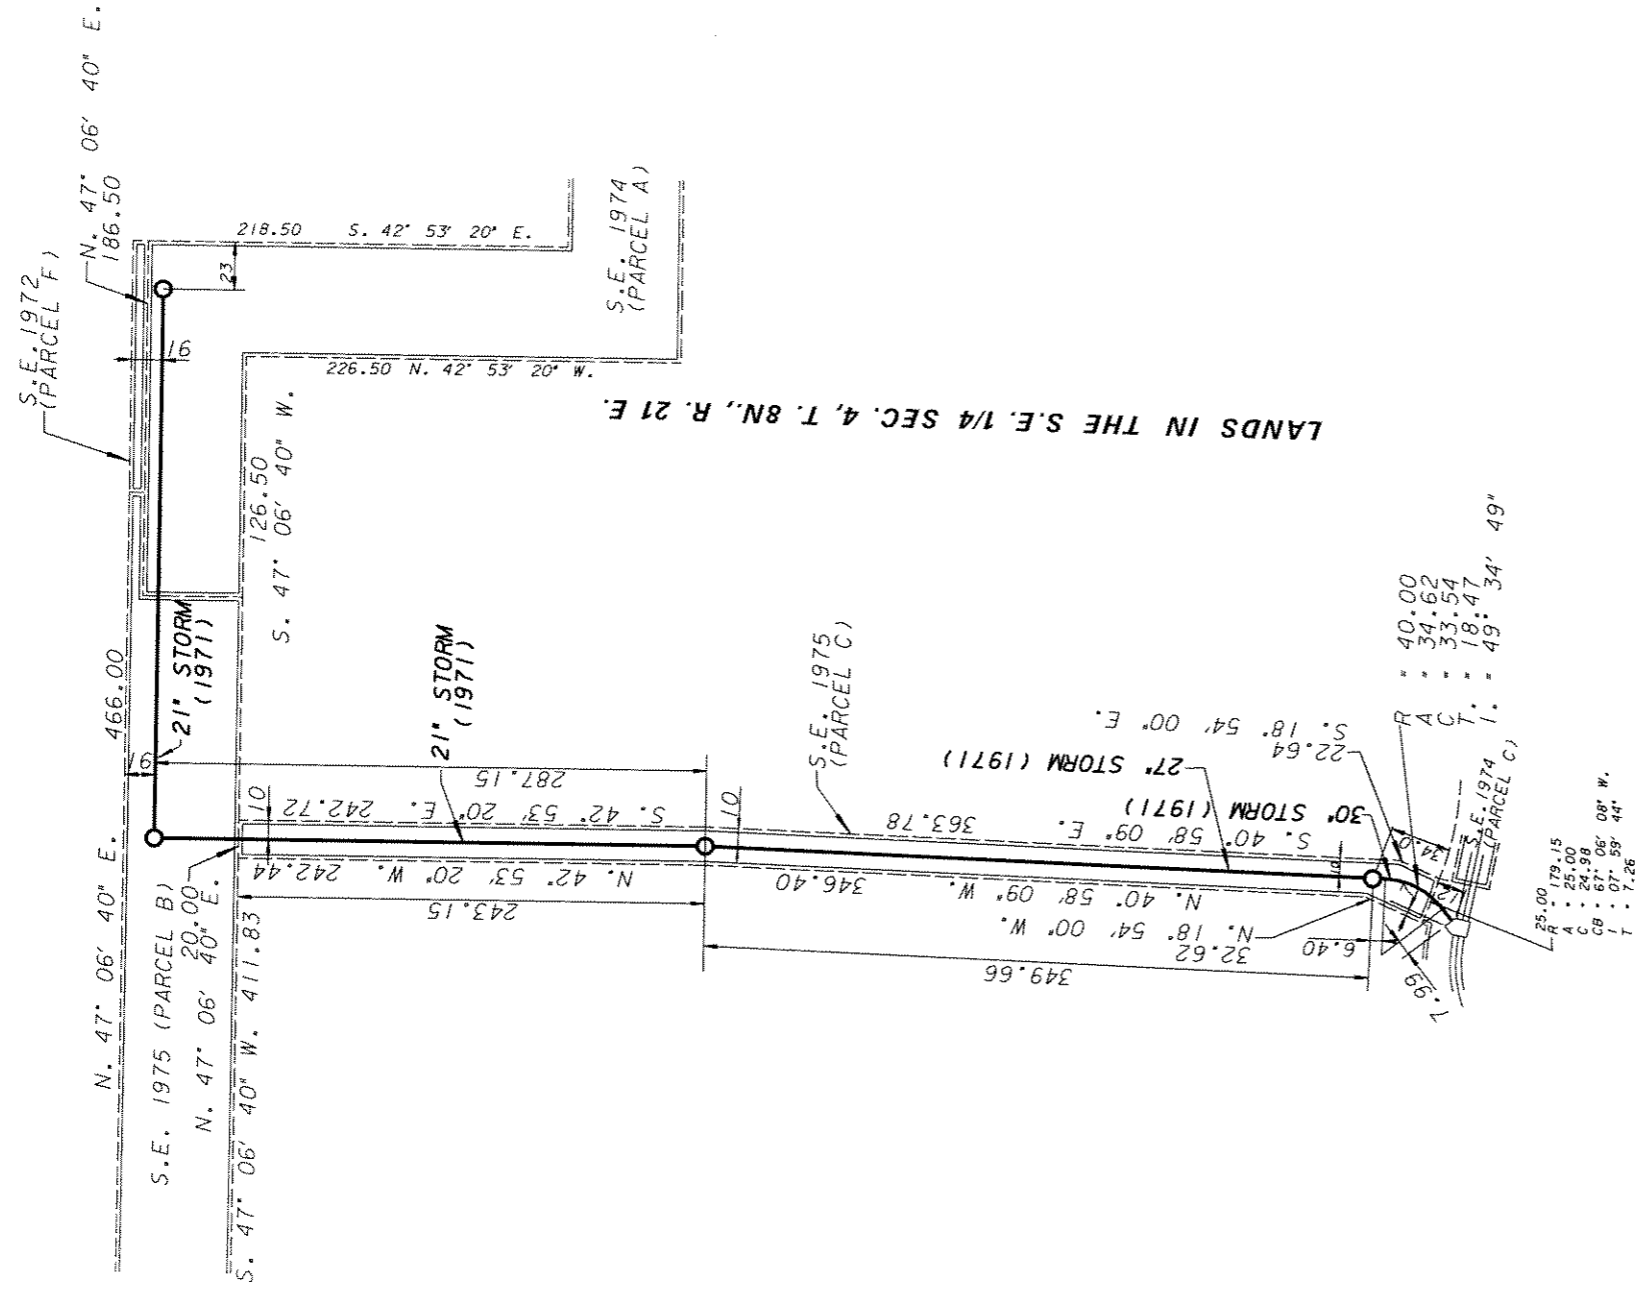 S.E. 1972
(PARCEL F)
N. 47° 06' 40" E.
186.50
218.50 S. 42° 53' 20" E.
23
16
S.E. 1974
(PARCEL A)
226.50 N. 42° 53' 20" W.
126.50
S. 47° 06' 40" W.
LANDS IN THE S.E. 1/4 SEC. 4, T. 8N., R. 21 E.
N. 47° 06' 40" E. 466.00
16
21" STORM
(1971)
21" STORM
(1971)
287.15
S. 42° 53' 20" E. 242.72
10
S.E. 1975 (PARCEL B)
20.00
N. 47° 06' 40" E.
S. 47° 06' 40" W. 411.83
N. 42° 53' 20" W. 242.44
243.15
10
S.E. 1975
(PARCEL C)
363.78
S. 40° 58' 09" E.
27" STORM (1971)
30" STORM (1971)
22.64
S. 18° 54' 00" E.
346.40
N. 40° 58' 09" W.
N. 18° 54' 00" W.
32.62
349.66
6.40
7.99
12
R = 40.00
A = 34.62
C = 33.54
T. = 18.47
I. = 49° 34' 49"
S.E. 1974
(PARCEL C)
25.00
R = 179.15
A = 25.00
C = 24.98
CB = 67° 06' 08" W.
I = 07° 59' 44"
T = 7.26